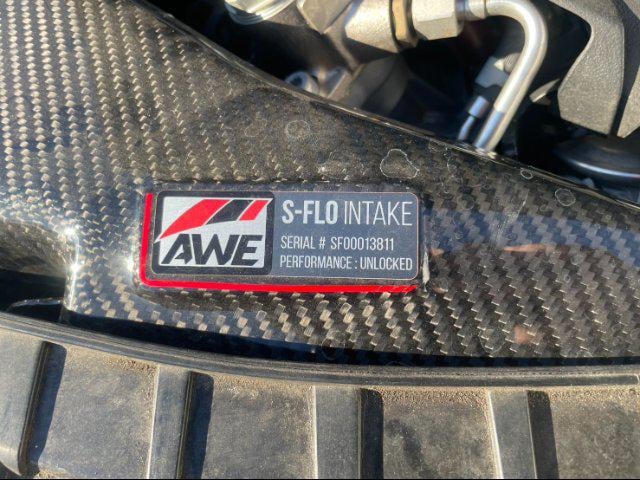 AWE
S-FLO INTAKE
SERIAL # SF00013811
PERFORMANCE : UNLOCKED